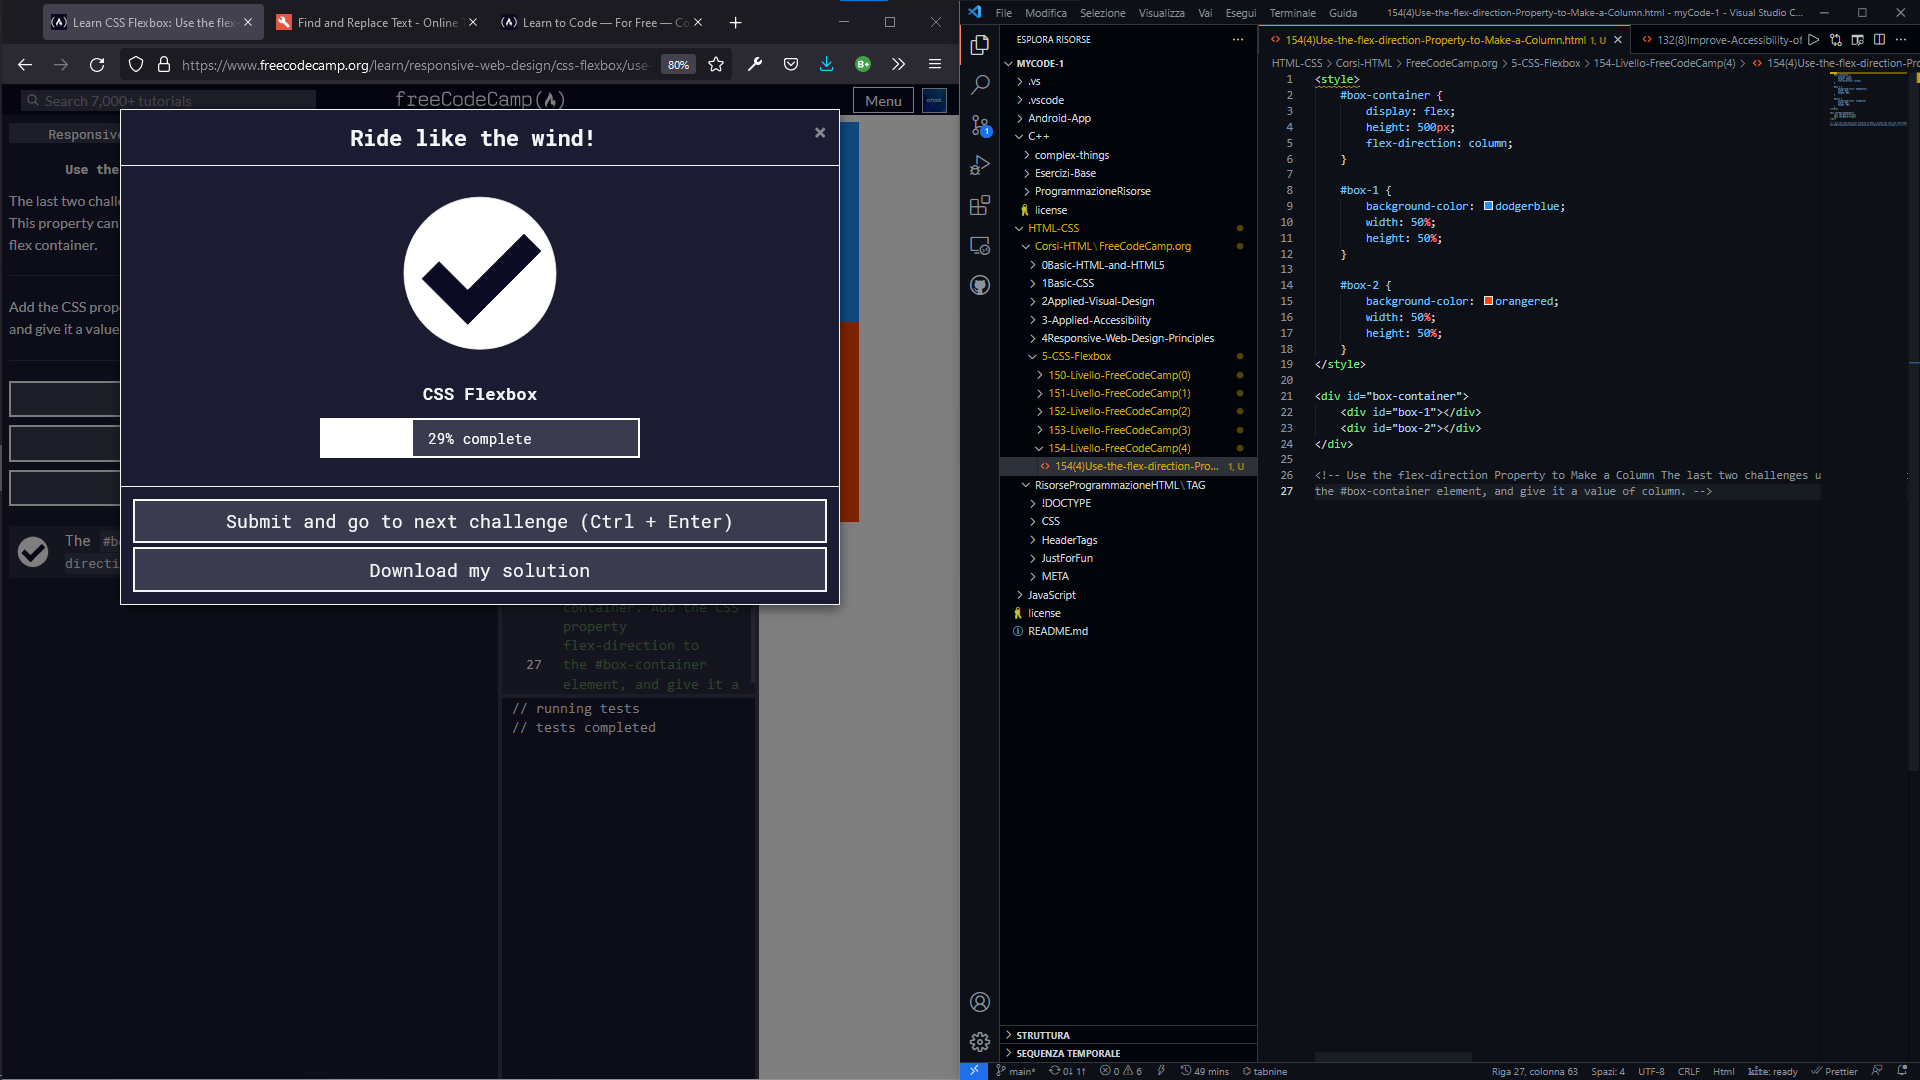 Learn CSS Flexbox: Use the flex-
Find and Replace Text - Online T
Learn to Code — For Free — Co
https://www.freecodecamp.org/learn/responsive-web-design/css-flexbox/use-
80%
Search 7,000+ tutorials
freeCodeCamp
Menu
Responsive
Use the
The last two chall
This property can
flex container.
Add the CSS prop
and give it a value
The #b
directi
Ride like the wind!
×
CSS Flexbox
29% complete
Submit and go to next challenge (Ctrl + Enter)
Download my solution
container. Add the CSS
property
flex-direction to
27 the #box-container
element, and give it a
// running tests
// tests completed
File Modifica Selezione Visualizza Vai Esegui Terminale Guida
154(4)Use-the-flex-direction-Property-to-Make-a-Column.html - myCode-1 - Visual Studio C...
ESPLORA RISORSE
MYCODE-1
.vs
.vscode
Android-App
C++
complex-things
Esercizi-Base
ProgrammazioneRisorse
license
HTML-CSS
Corsi-HTML\FreeCodeCamp.org
0Basic-HTML-and-HTML5
1Basic-CSS
2Applied-Visual-Design
3-Applied-Accessibility
4Responsive-Web-Design-Principles
5-CSS-Flexbox
150-Livello-FreeCodeCamp(0)
151-Livello-FreeCodeCamp(1)
152-Livello-FreeCodeCamp(2)
153-Livello-FreeCodeCamp(3)
154-Livello-FreeCodeCamp(4)
154(4)Use-the-flex-direction-Pro... 1, U
RisorseProgrammazioneHTML\TAG
!DOCTYPE
CSS
HeaderTags
JustForFun
META
JavaScript
license
README.md
STRUTTURA
SEQUENZA TEMPORALE
154(4)Use-the-flex-direction-Property-to-Make-a-Column.html 1, U
132(8)Improve-Accessibility-of
HTML-CSS > Corsi-HTML > FreeCodeCamp.org > 5-CSS-Flexbox > 154-Livello-FreeCodeCamp(4) > 154(4)Use-the-flex-direction-Pro
1 <style>
2 #box-container {
3 display: flex;
4 height: 500px;
5 flex-direction: column;
6 }
7
8 #box-1 {
9 background-color: dodgerblue;
10 width: 50%;
11 height: 50%;
12 }
13
14 #box-2 {
15 background-color: orangered;
16 width: 50%;
17 height: 50%;
18 }
19 </style>
20
21 <div id="box-container">
22 <div id="box-1"></div>
23 <div id="box-2"></div>
24 </div>
25
26 <!-- Use the flex-direction Property to Make a Column The last two challenges u
27 the #box-container element, and give it a value of column. -->
main* 0↓ 1↑ 0 6 49 mins tabnine
Riga 27, colonna 63 Spazi: 4 UTF-8 CRLF Html kite: ready Prettier